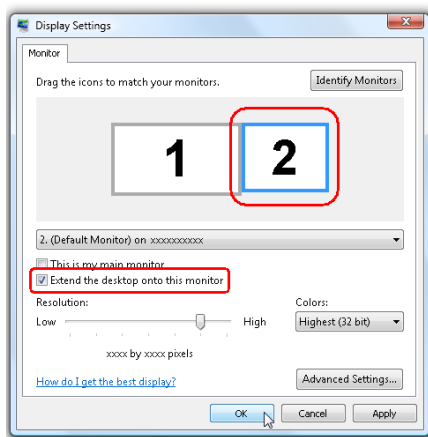 Display Settings
Monitor
Drag the icons to match your monitors.
Identify Monitors
1
2
2. (Default Monitor) on xxxxxxxxxx
This is my main monitor
Extend the desktop onto this monitor
Resolution:
Colors:
Low
High
Highest (32 bit)
xxxx by xxxx pixels
How do I get the best display?
Advanced Settings...
OK
Cancel
Apply